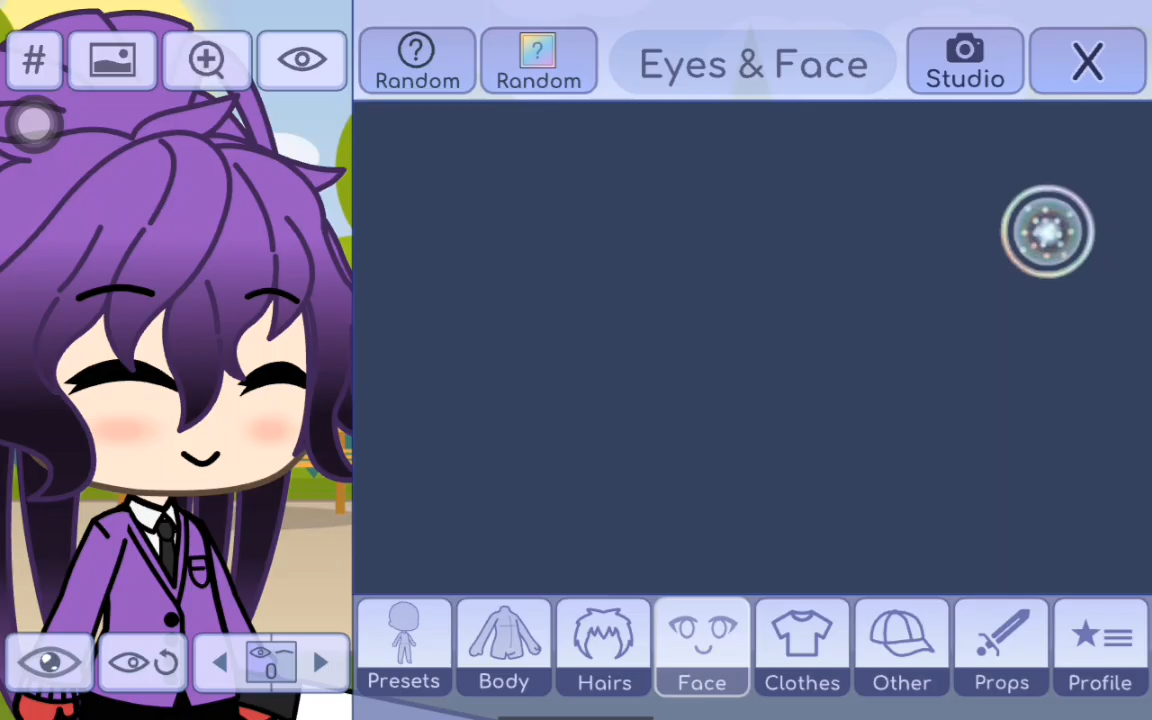 #
? Random
? Random
Eyes & Face
Studio
X
0
Presets
Body
Hairs
Face
Clothes
Other
Props
Profile